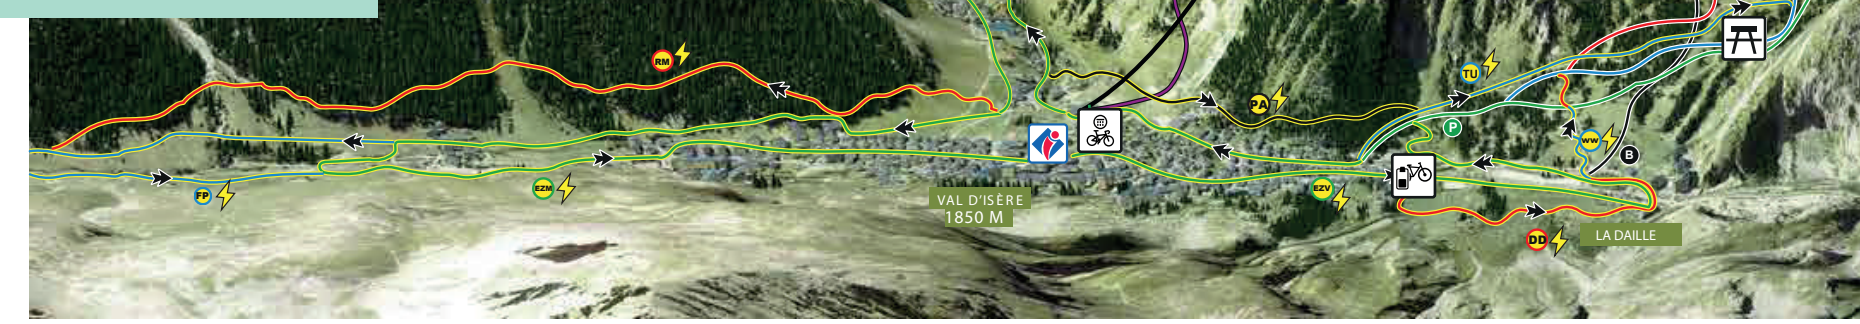 RM
TU
PA
P
WW
B
FP
EZM
EZV
VAL D'ISÈRE
1850 M
DD
LA DAILLE